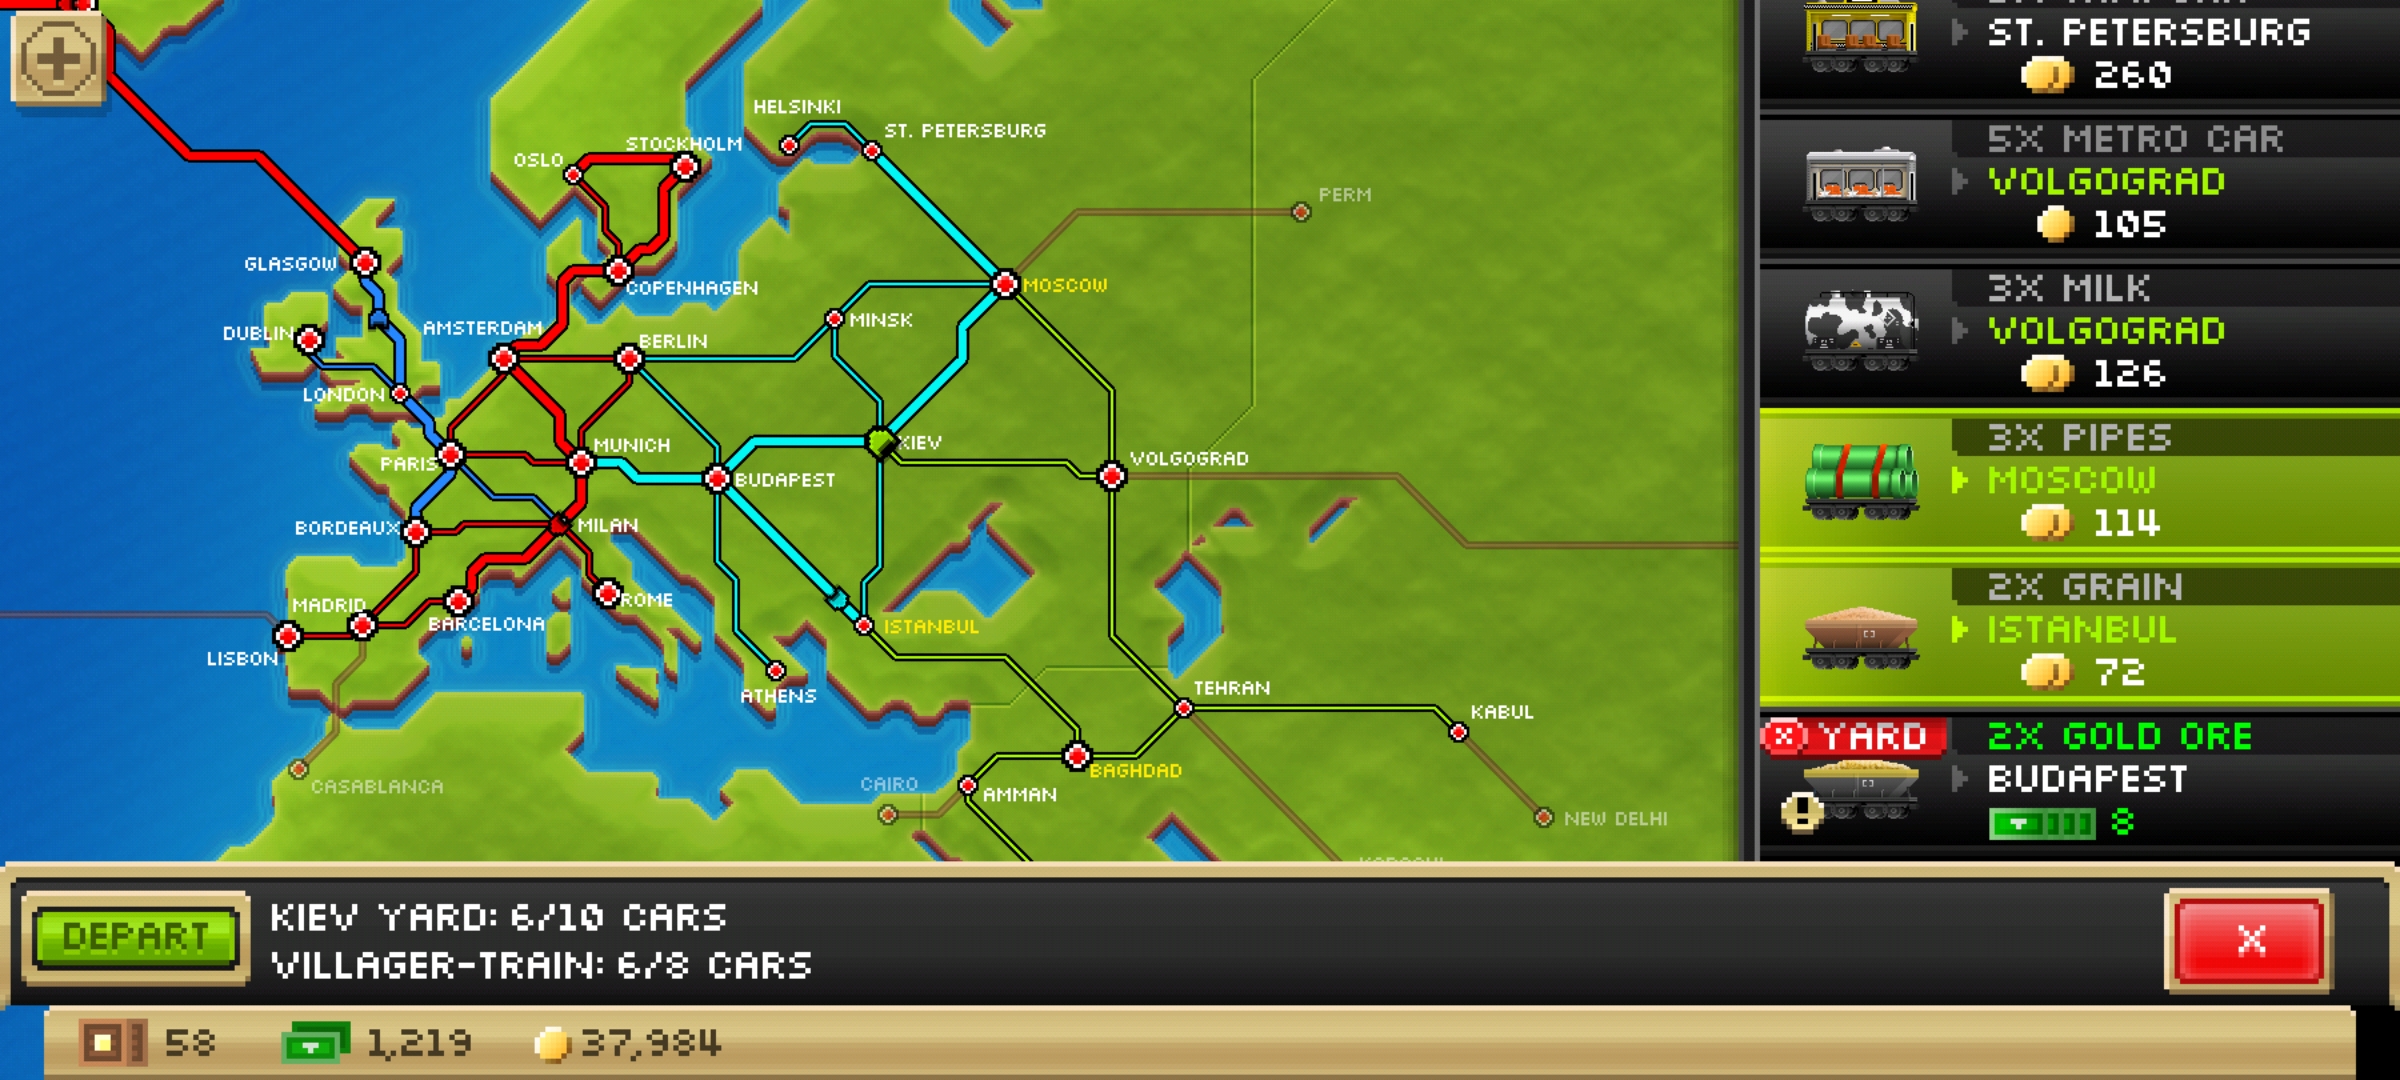 HELSINKI
ST. PETERSBURG
STOCKHOLM
OSLO
PERM
GLASGOW
COPENHAGEN
MOSCOW
DUBLIN
AMSTERDAM
BERLIN
MINSK
LONDON
MUNICH
KIEV
PARIS
BUDAPEST
VOLGOGRAD
BORDEAUX
MILAN
MADRID
BARCELONA
ROME
ISTANBUL
LISBON
ATHENS
TEHRAN
KABUL
CASABLANCA
CAIRO
AMMAN
BAGHDAD
NEW DELHI
ST. PETERSBURG
260
5X METRO CAR
VOLGOGRAD
105
3X MILK
VOLGOGRAD
126
3X PIPES
MOSCOW
114
2X GRAIN
ISTANBUL
72
X YARD
2X GOLD ORE
BUDAPEST
8
DEPART
KIEV YARD: 6/10 CARS
VILLAGER-TRAIN: 6/8 CARS
X
58
1,219
37,984